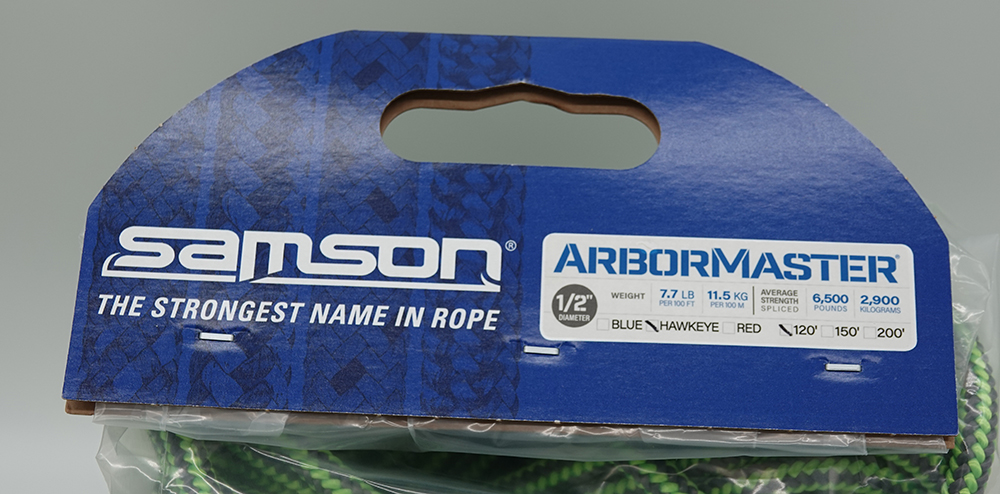 SAMSON®
THE STRONGEST NAME IN ROPE
ARBORMASTER®
1/2" DIAMETER
WEIGHT 7.7 LB PER 100 FT 11.5 KG PER 100 M
AVERAGE STRENGTH SPLICED 6,500 POUNDS 2,900 KILOGRAMS
BLUE HAWKEYE RED 120' 150' 200'